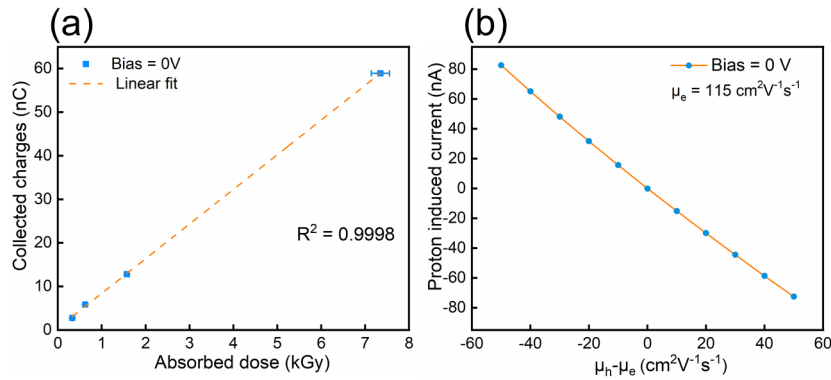 (a)
Bias = 0V
Linear fit
R² = 0.9998
Collected charges (nC)
60
50
40
30
20
10
0
0 1 2 3 4 5 6 7 8
Absorbed dose (kGy)
(b)
Bias = 0 V
μe = 115 cm²V⁻¹s⁻¹
Proton induced current (nA)
80
60
40
20
0
-20
-40
-60
-80
-60 -40 -20 0 20 40 60
μh-μe (cm²V⁻¹s⁻¹)